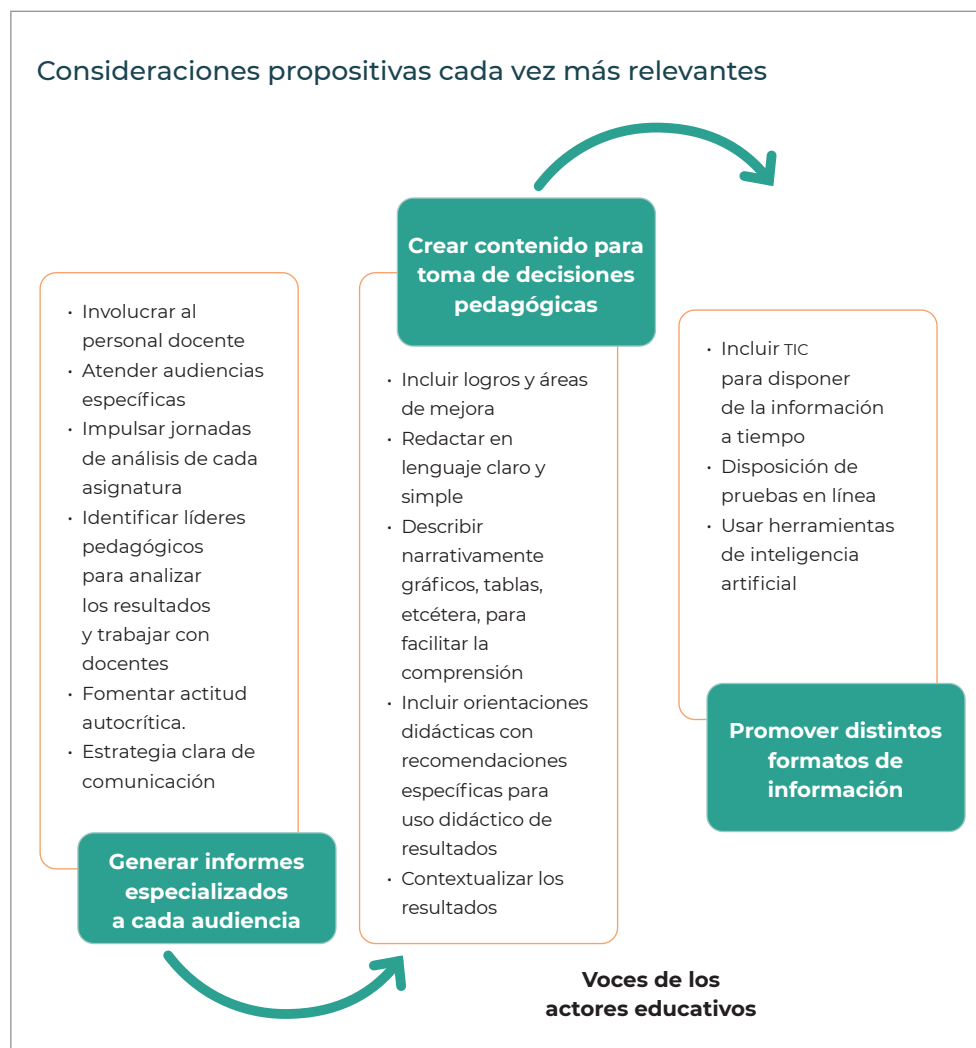 Consideraciones propositivas cada vez más relevantes
· Involucrar al
personal docente
· Atender audiencias
específicas
· Impulsar jornadas
de análisis de cada
asignatura
· Identificar líderes
pedagógicos
para analizar
los resultados
y trabajar con
docentes
· Fomentar actitud
autocrítica.
· Estrategia clara de
comunicación
Generar informes
especializados
a cada audiencia
Crear contenido para
toma de decisiones
pedagógicas
· Incluir logros y áreas
de mejora
· Redactar en
lenguaje claro y
simple
· Describir
narrativamente
gráficos, tablas,
etcétera, para
facilitar la
comprensión
· Incluir orientaciones
didácticas con
recomendaciones
específicas para
uso didáctico de
resultados
· Contextualizar los
resultados
· Incluir TIC
para disponer
de la información
a tiempo
· Disposición de
pruebas en línea
· Usar herramientas
de inteligencia
artificial
Promover distintos
formatos de
información
Voces de los
actores educativos